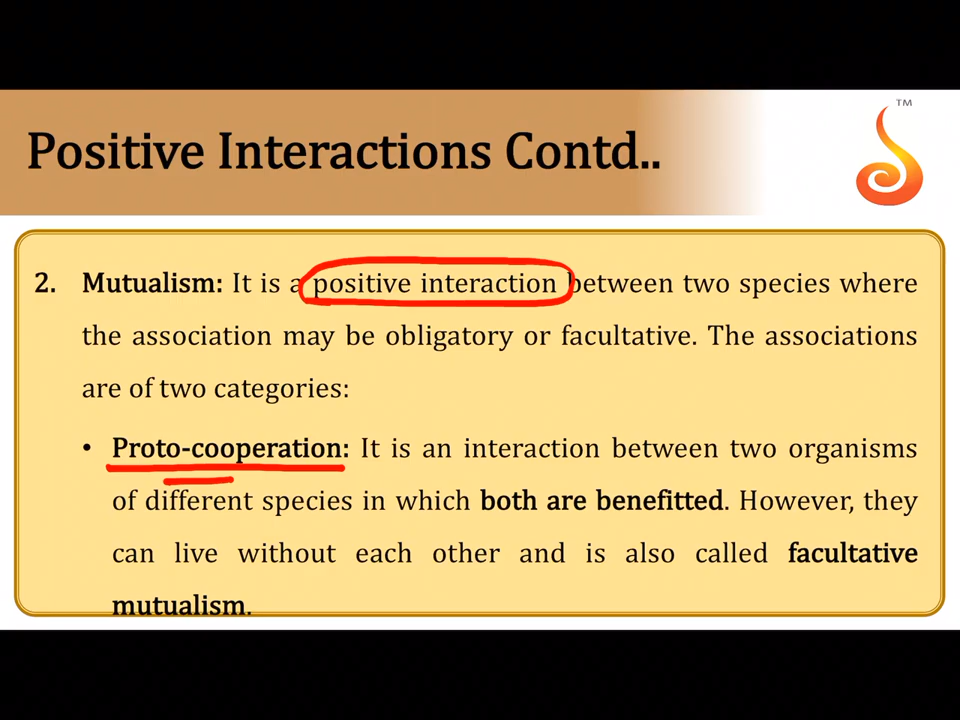 Positive Interactions Contd..
TM
2. Mutualism: It is a positive interaction between two species where
the association may be obligatory or facultative. The associations
are of two categories:
• Proto-cooperation: It is an interaction between two organisms
of different species in which both are benefitted. However, they
can live without each other and is also called facultative
mutualism.